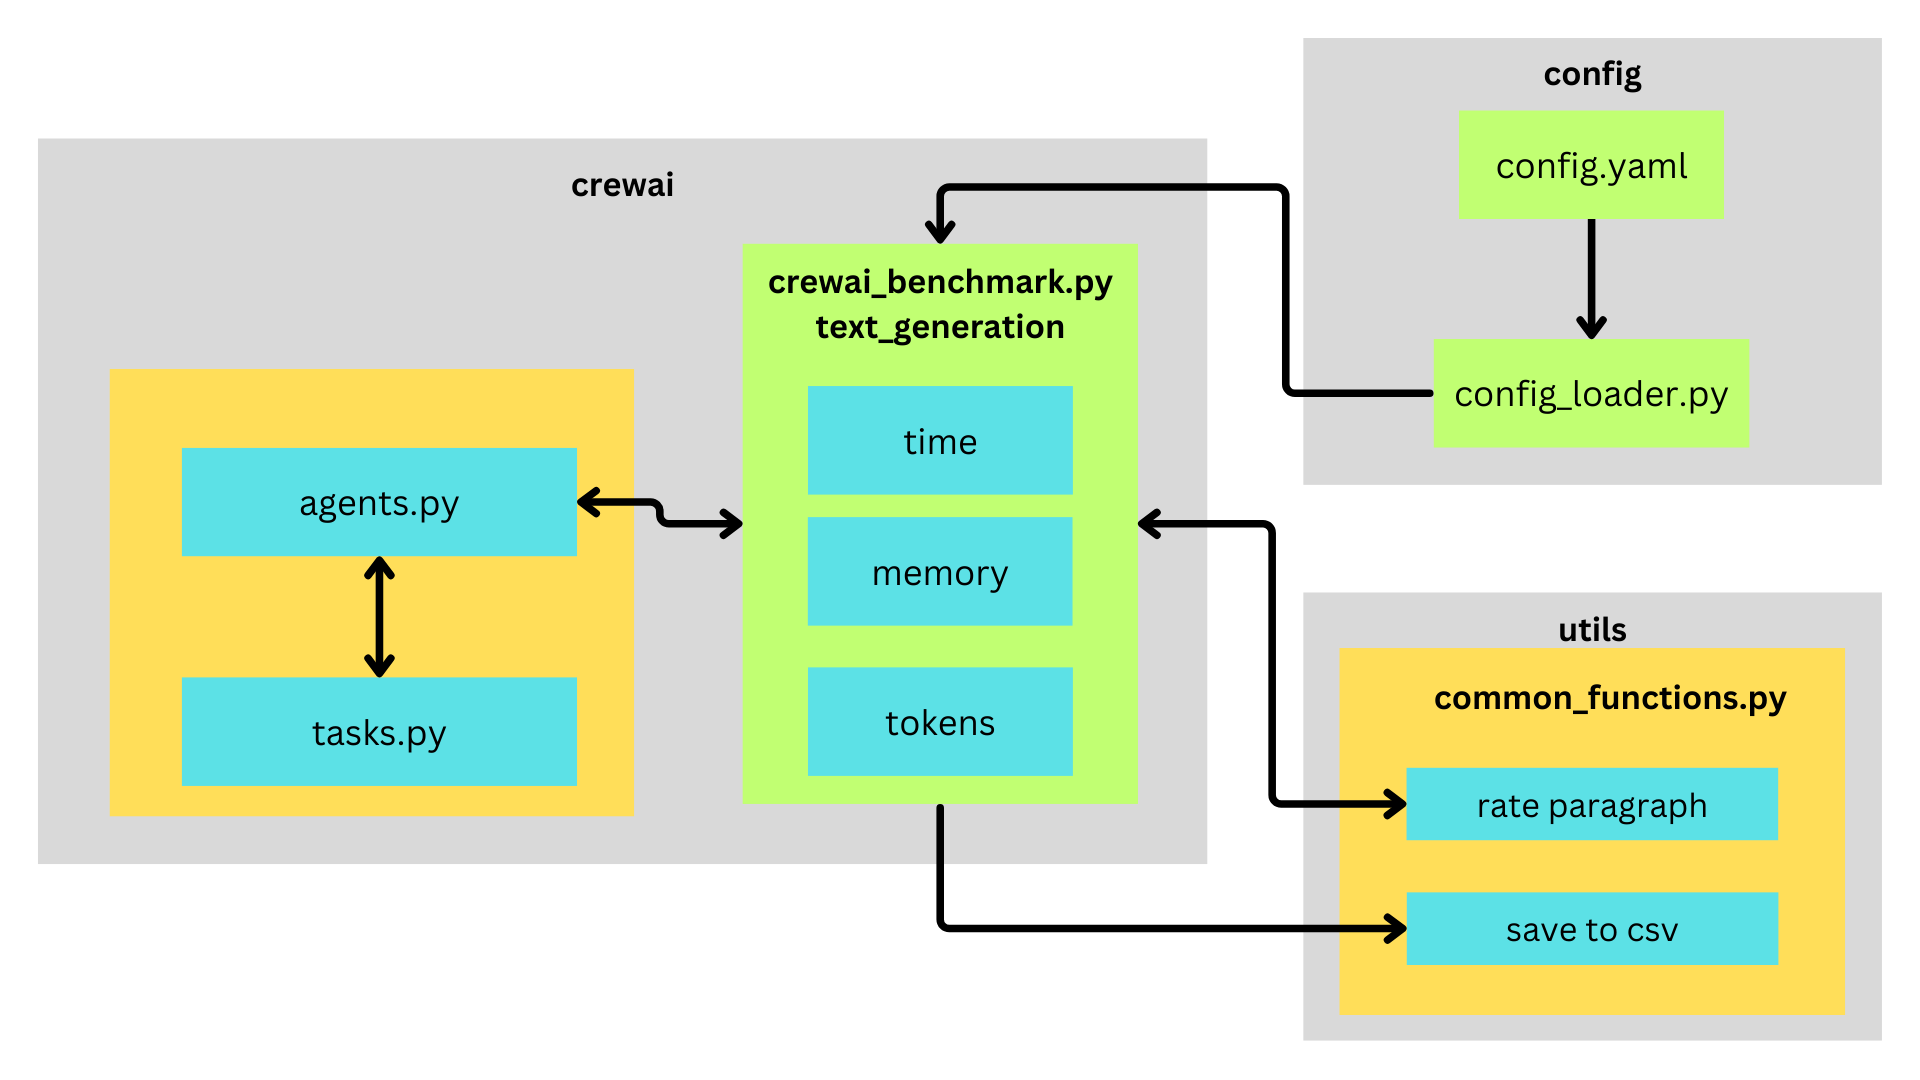 crewai
agents.py
tasks.py
crewai_benchmark.py
text_generation
time
memory
tokens
config
config.yaml
config_loader.py
utils
common_functions.py
rate paragraph
save to csv